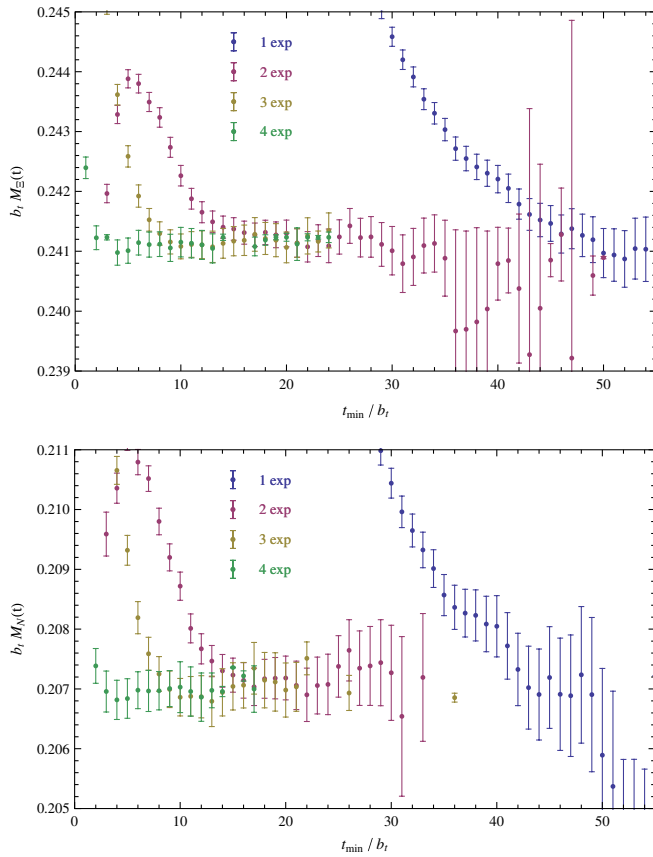 0.245
0.244
0.243
0.242
0.241
0.240
0.239
b_t M_Ξ(t)
1 exp
2 exp
3 exp
4 exp
0 10 20 30 40 50
t_min / b_t
0.211
0.210
0.209
0.208
0.207
0.206
0.205
b_t M_N(t)
1 exp
2 exp
3 exp
4 exp
0 10 20 30 40 50
t_min / b_t